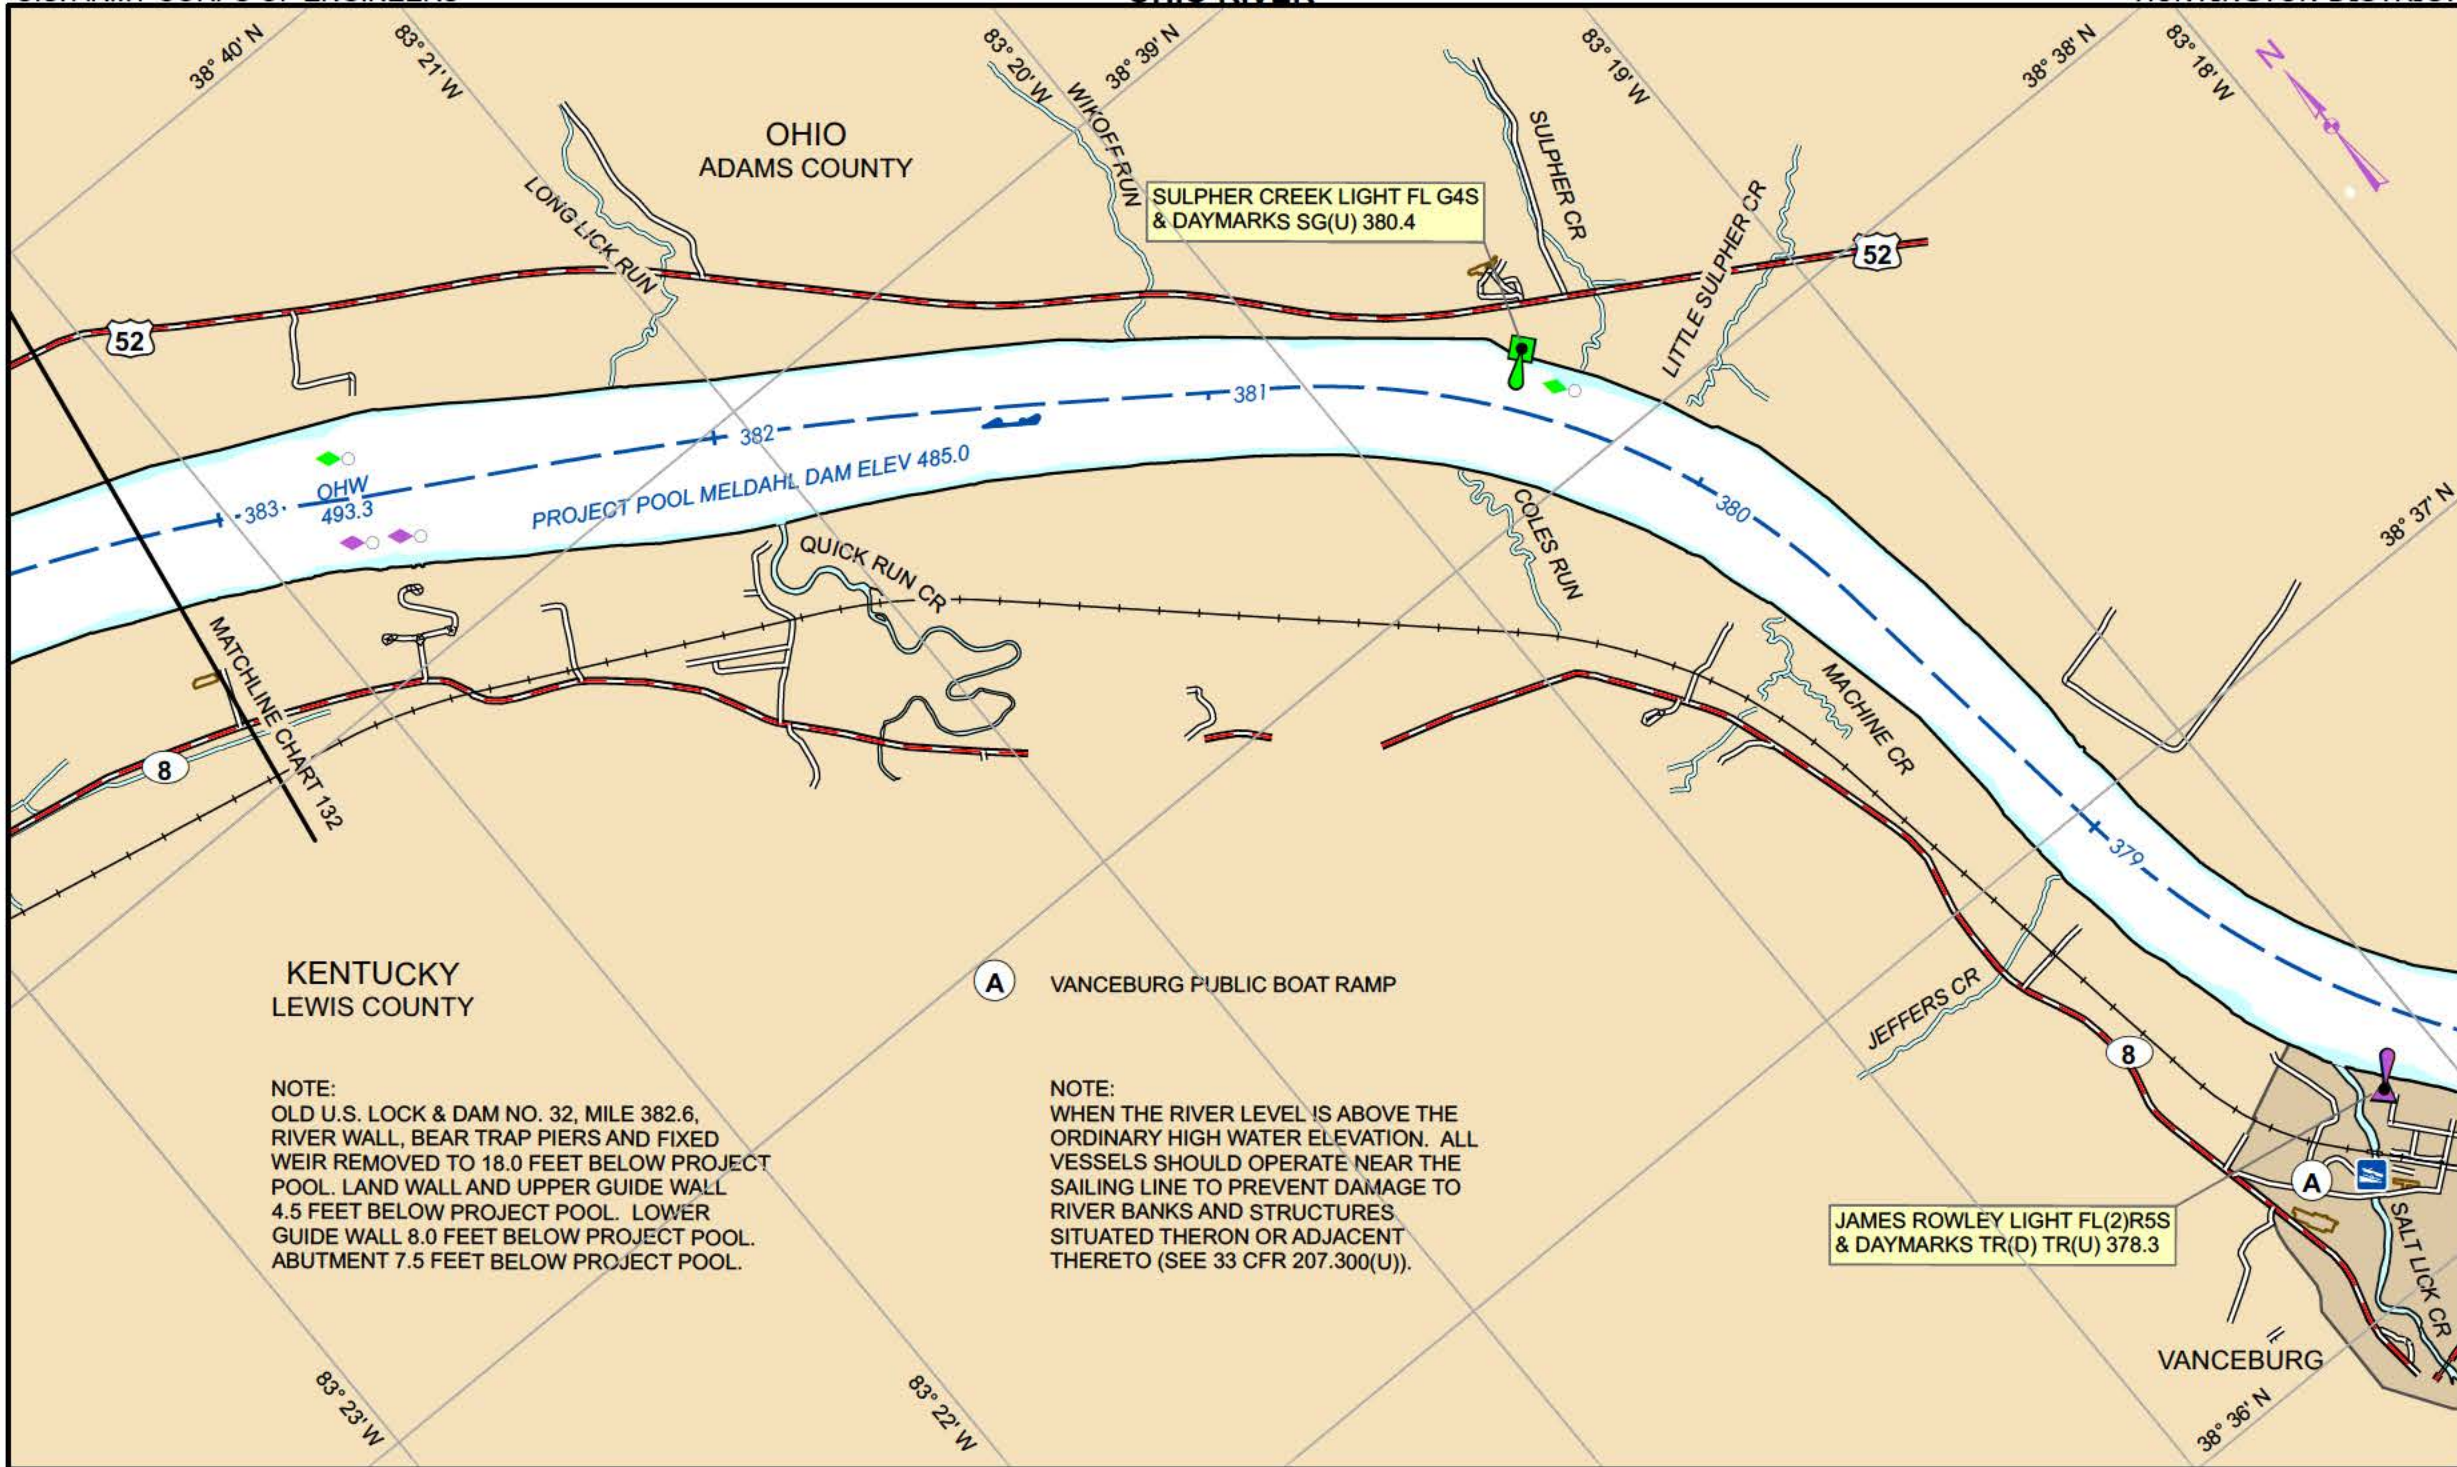 U.S. ARMY CORPS OF ENGINEERS
OHIO RIVER
HUNTINGTON DISTRICT
38° 40' N
83° 21' W
83° 20' W
38° 39' N
83° 19' W
38° 38' N
83° 18' W
N
OHIO
ADAMS COUNTY
WIKOFF RUN
SULPHER CR
LONG LICK RUN
SULPHER CREEK LIGHT FL G4S
& DAYMARKS SG(U) 380.4
LITTLE SULPHER CR
52
52
381
382
383
OHW
493.3
PROJECT POOL MELDAHL DAM ELEV 485.0
380
379
38° 37' N
COLES RUN
QUICK RUN CR
MACHINE CR
MATCHLINE CHART 132
8
KENTUCKY
LEWIS COUNTY
A
VANCEBURG PUBLIC BOAT RAMP
JEFFERS CR
8
NOTE:
OLD U.S. LOCK & DAM NO. 32, MILE 382.6,
RIVER WALL, BEAR TRAP PIERS AND FIXED
WEIR REMOVED TO 18.0 FEET BELOW PROJECT
POOL. LAND WALL AND UPPER GUIDE WALL
4.5 FEET BELOW PROJECT POOL. LOWER
GUIDE WALL 8.0 FEET BELOW PROJECT POOL.
ABUTMENT 7.5 FEET BELOW PROJECT POOL.
NOTE:
WHEN THE RIVER LEVEL IS ABOVE THE
ORDINARY HIGH WATER ELEVATION. ALL
VESSELS SHOULD OPERATE NEAR THE
SAILING LINE TO PREVENT DAMAGE TO
RIVER BANKS AND STRUCTURES
SITUATED THERON OR ADJACENT
THERETO (SEE 33 CFR 207.300(U)).
A
JAMES ROWLEY LIGHT FL(2)R5S
& DAYMARKS TR(D) TR(U) 378.3
SALT LICK CR
VANCEBURG
83° 23' W
83° 22' W
38° 36' N